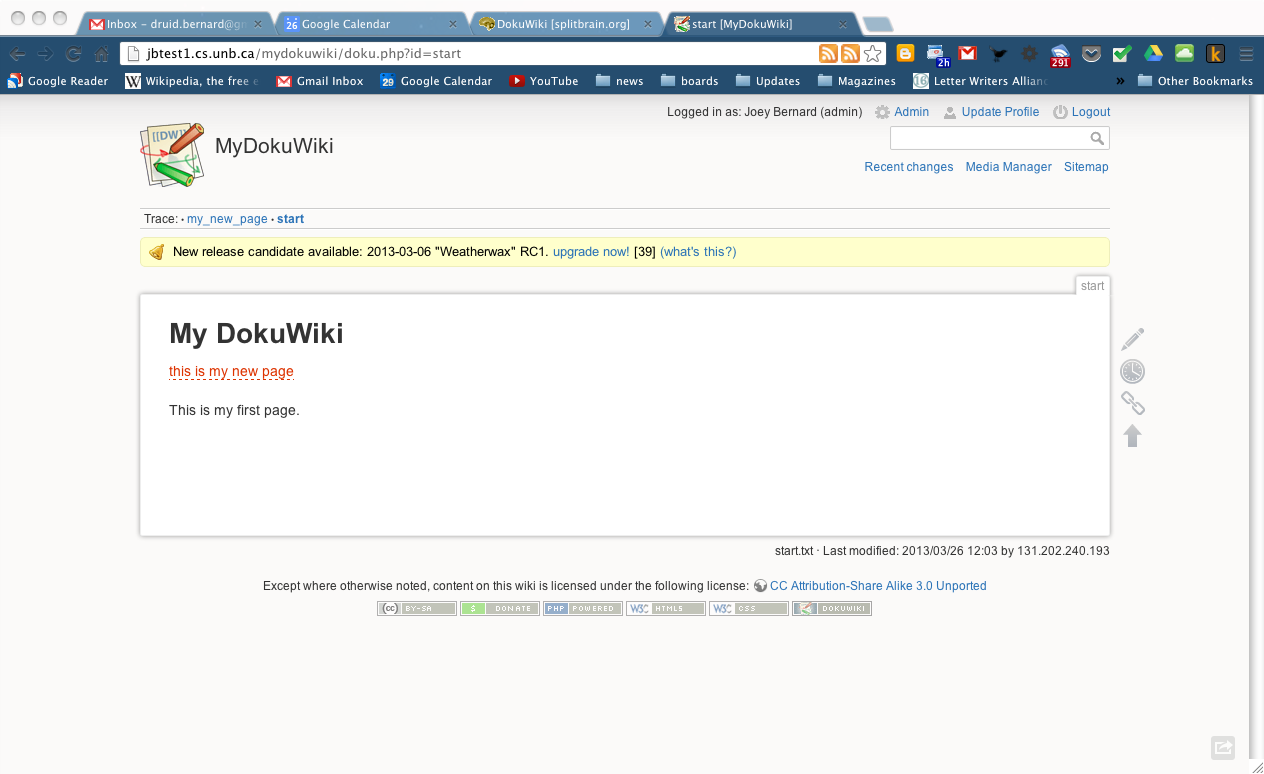 Inbox – druid.bernard@gm
26 Google Calendar
DokuWiki [splitbrain.org]
start [MyDokuWiki]
jbtest1.cs.unb.ca/mydokuwiki/doku.php?id=start
2h 291 k
Google Reader W Wikipedia, the free e Gmail Inbox 29 Google Calendar YouTube news boards Updates Magazines 16 Letter Writers Allianc » Other Bookmarks
Logged in as: Joey Bernard (admin) Admin Update Profile Logout
[[DW]]
MyDokuWiki
Recent changes Media Manager Sitemap
Trace: • my_new_page • start
New release candidate available: 2013-03-06 "Weatherwax" RC1. upgrade now! [39] (what's this?)
start
My DokuWiki
this is my new page
This is my first page.
start.txt · Last modified: 2013/03/26 12:03 by 131.202.240.193
Except where otherwise noted, content on this wiki is licensed under the following license: CC Attribution-Share Alike 3.0 Unported
(cc) BY-SA $ DONATE PHP POWERED W3C HTML5 W3C CSS DOKUWIKI